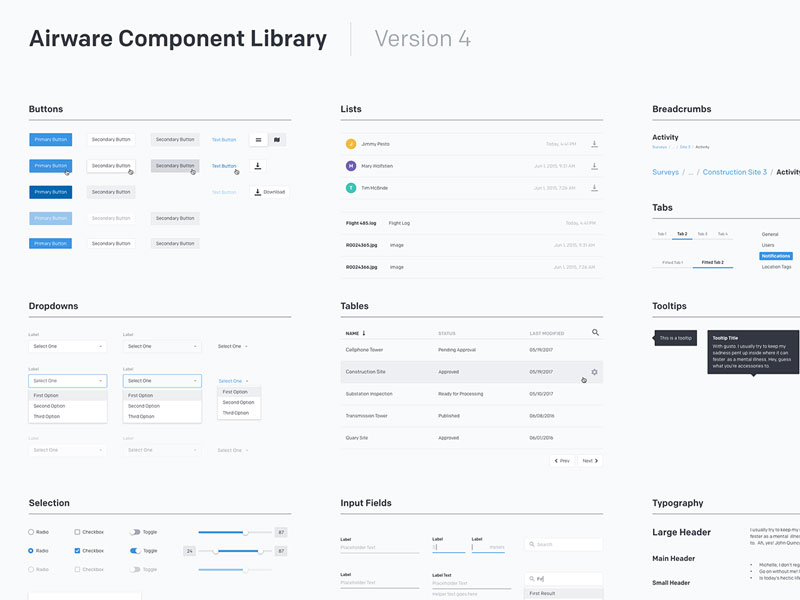 Airware Component Library
Version 4
Buttons
Primary Button Secondary Button Secondary Button Text Button
Primary Button Secondary Button Secondary Button Text Button
Primary Button Secondary Button Text Button Download
Primary Button Secondary Button Secondary Button
Primary Button Secondary Button Secondary Button
Lists
J Jimmy Pesto Today, 4:41 PM
M Mary Wolfstien Jun 1, 2015, 9:31 AM
T Tim McBride Jun 1, 2015, 7:26 AM
Flight 465.log Flight Log Today, 4:41 PM
R0024365.jpg Image Jun 1, 2015, 9:31 AM
R0024366.jpg Image Jun 1, 2015, 7:26 AM
Breadcrumbs
Activity
Surveys / ... / Site 3 / Activity
Surveys / ... / Construction Site 3 / Activity
Tabs
Tab 1 Tab 2 Tab 3 Tab 4
Fitted Tab 1 Fitted Tab 2
General
Users
Notifications
Location Tags
Dropdowns
Label Label
Select One Select One Select One
Label Label
Select One Select One Select One
First Option First Option First Option
Second Option Second Option Second Option
Third Option Third Option Third Option
Label Label
Select One Select One Select One
Tables
NAME STATUS LAST MODIFIED
Cellphone Tower Pending Approval 05/19/2017
Construction Site Approved 05/19/2017
Substation Inspection Ready for Processing 05/10/2017
Transmission Tower Published 06/08/2016
Quary Site Approved 06/01/2016
Prev Next
Tooltips
This is a tooltip
Tooltip Title
With gusto. I usually try to keep my
sadness pent up inside where it can
fester as a mental illness. Hey, guess
what you're accessories to.
Selection
Radio Checkbox Toggle 87
Radio Checkbox Toggle 24 87
Radio Checkbox Toggle
Input Fields
Label Label Label
Placeholder Text Meters Search
Label Label Text
Placeholder Text Placeholder Text Fir
Helper text goes here First Result
Typography
Large Header
Main Header
Small Header
I usually try to keep my
fester as a mental
to. Ah, yes! John Quinc
Michelle, I don't reg
Go on without me!
is today's hectic lif